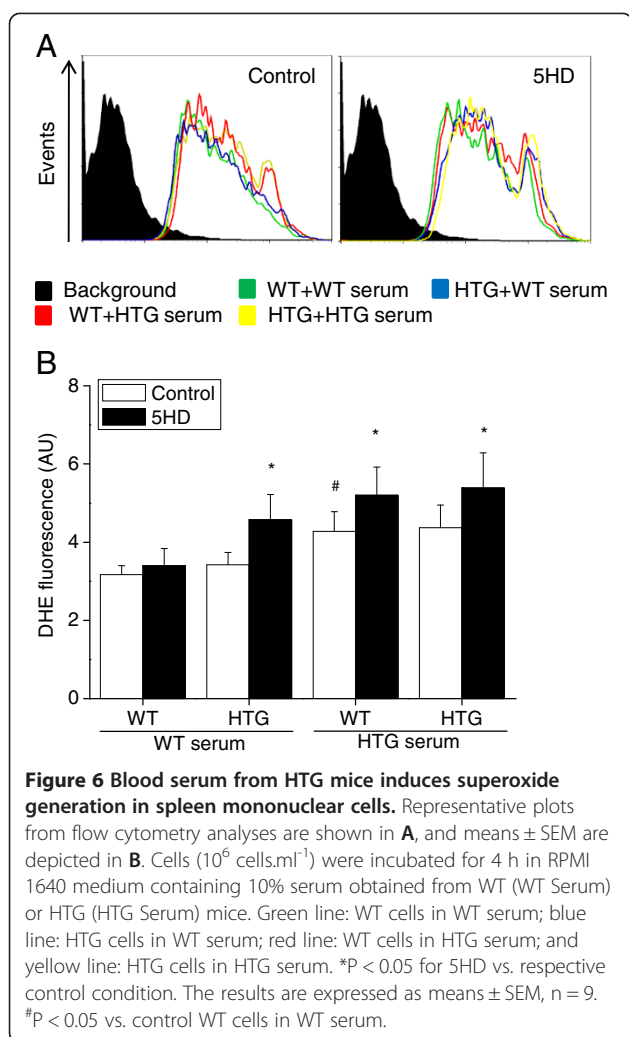 A
Control
5HD
Events
Background
WT+WT serum
HTG+WT serum
WT+HTG serum
HTG+HTG serum
B
Control
5HD
DHE fluorescence (AU)
8
6
4
2
0
*
#
*
*
WT
HTG
WT
HTG
WT serum
HTG serum
Figure 6 Blood serum from HTG mice induces superoxide
generation in spleen mononuclear cells. Representative plots
from flow cytometry analyses are shown in A, and means ± SEM are
depicted in B. Cells (10⁶ cells.ml⁻¹) were incubated for 4 h in RPMI
1640 medium containing 10% serum obtained from WT (WT Serum)
or HTG (HTG Serum) mice. Green line: WT cells in WT serum; blue
line: HTG cells in WT serum; red line: WT cells in HTG serum; and
yellow line: HTG cells in HTG serum. *P < 0.05 for 5HD vs. respective
control condition. The results are expressed as means ± SEM, n = 9.
#P < 0.05 vs. control WT cells in WT serum.